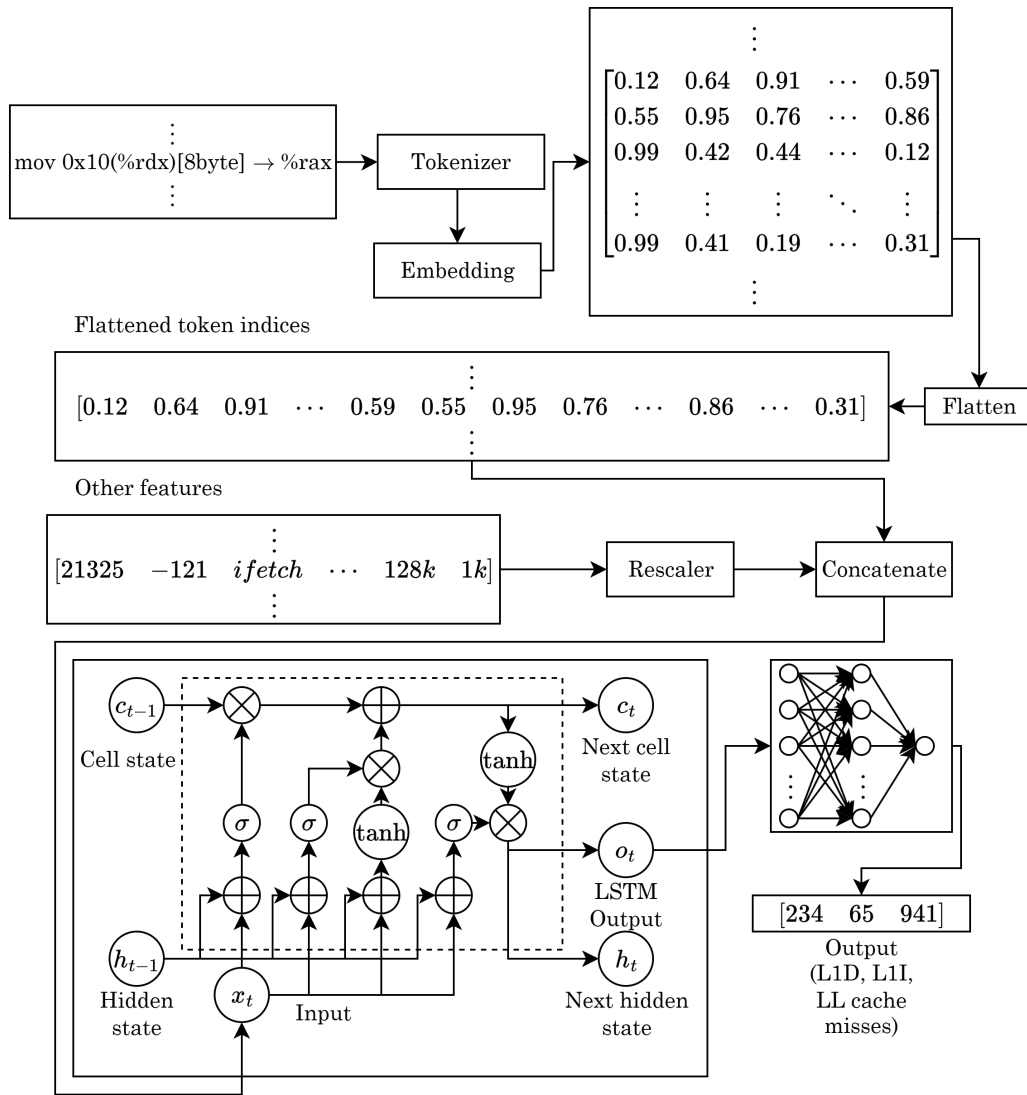 ⋮
mov 0x10(%rdx)[8byte] → %rax
⋮
Tokenizer
Embedding
⋮
[0.12 0.64 0.91 ⋯ 0.59
0.55 0.95 0.76 ⋯ 0.86
0.99 0.42 0.44 ⋯ 0.12
⋮ ⋮ ⋮ ⋱ ⋮
0.99 0.41 0.19 ⋯ 0.31]
⋮
Flattened token indices
⋮
[0.12 0.64 0.91 ⋯ 0.59 0.55 0.95 0.76 ⋯ 0.86 ⋯ 0.31]
⋮
Flatten
Other features
⋮
[21325 −121 ifetch ⋯ 128k 1k]
⋮
Rescaler
Concatenate
c_{t−1}
Cell state
c_t
Next cell
state
tanh
σ
σ
tanh
σ
o_t
LSTM
Output
h_{t−1}
Hidden
state
x_t
Input
h_t
Next hidden
state
⋮ ⋮
[234 65 941]
Output
(L1D, L1I,
LL cache
misses)